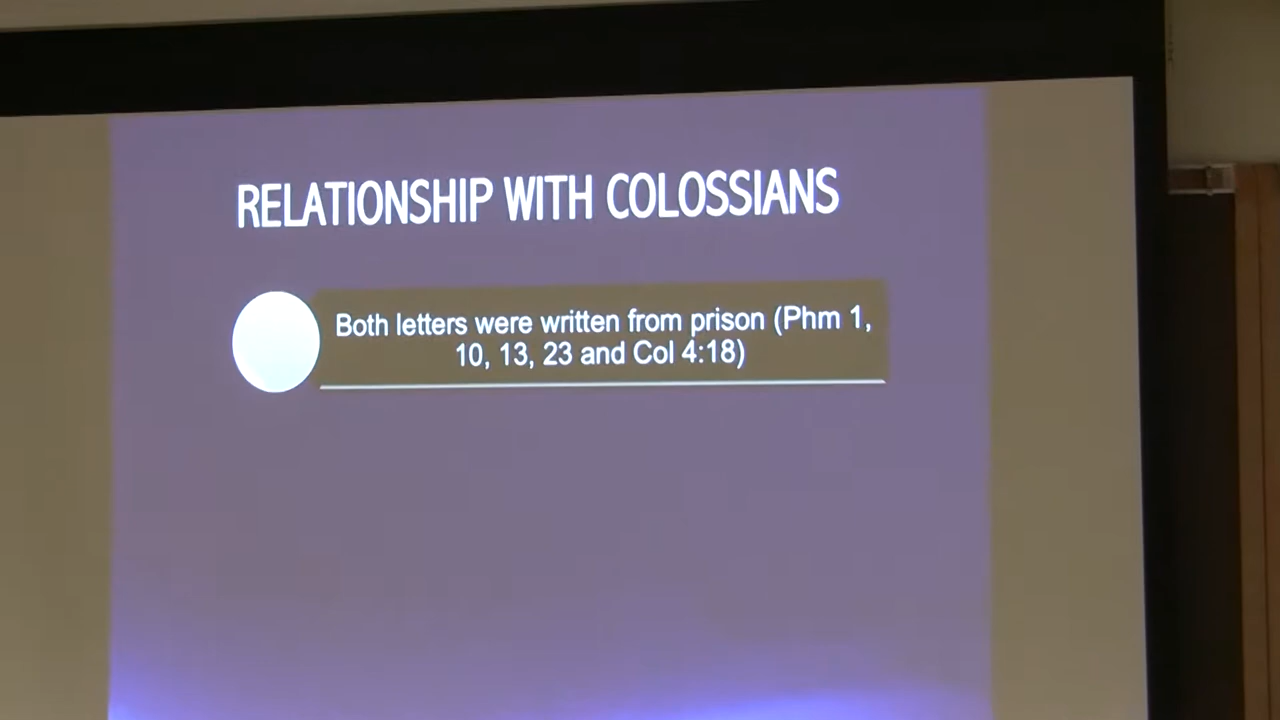 RELATIONSHIP WITH COLOSSIANS
Both letters were written from prison (Phm 1,
10, 13, 23 and Col 4:18)